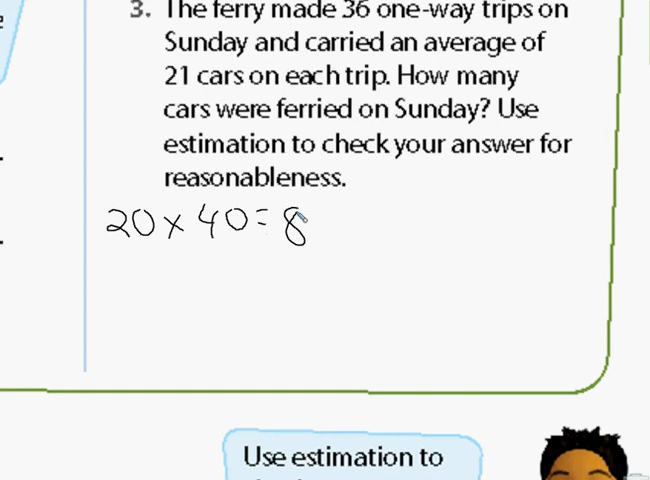 3. The ferry made 36 one-way trips on
Sunday and carried an average of
21 cars on each trip. How many
cars were ferried on Sunday? Use
estimation to check your answer for
reasonableness.
20 x 40 = 8
Use estimation to